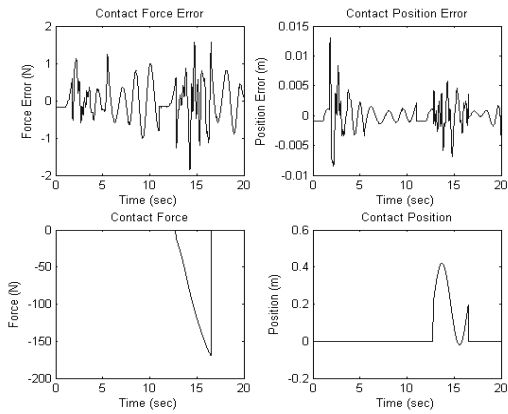 Contact Force Error
2
1
0
-1
-2
Force Error (N)
0 5 10 15 20
Time (sec)
Contact Position Error
0.015
0.01
0.005
0
-0.005
-0.01
Position Error (m)
0 5 10 15 20
Time (sec)
Contact Force
0
-50
-100
-150
-200
Force (N)
0 5 10 15 20
Time (sec)
Contact Position
0.6
0.4
0.2
0
-0.2
Position (m)
0 5 10 15 20
Time (sec)